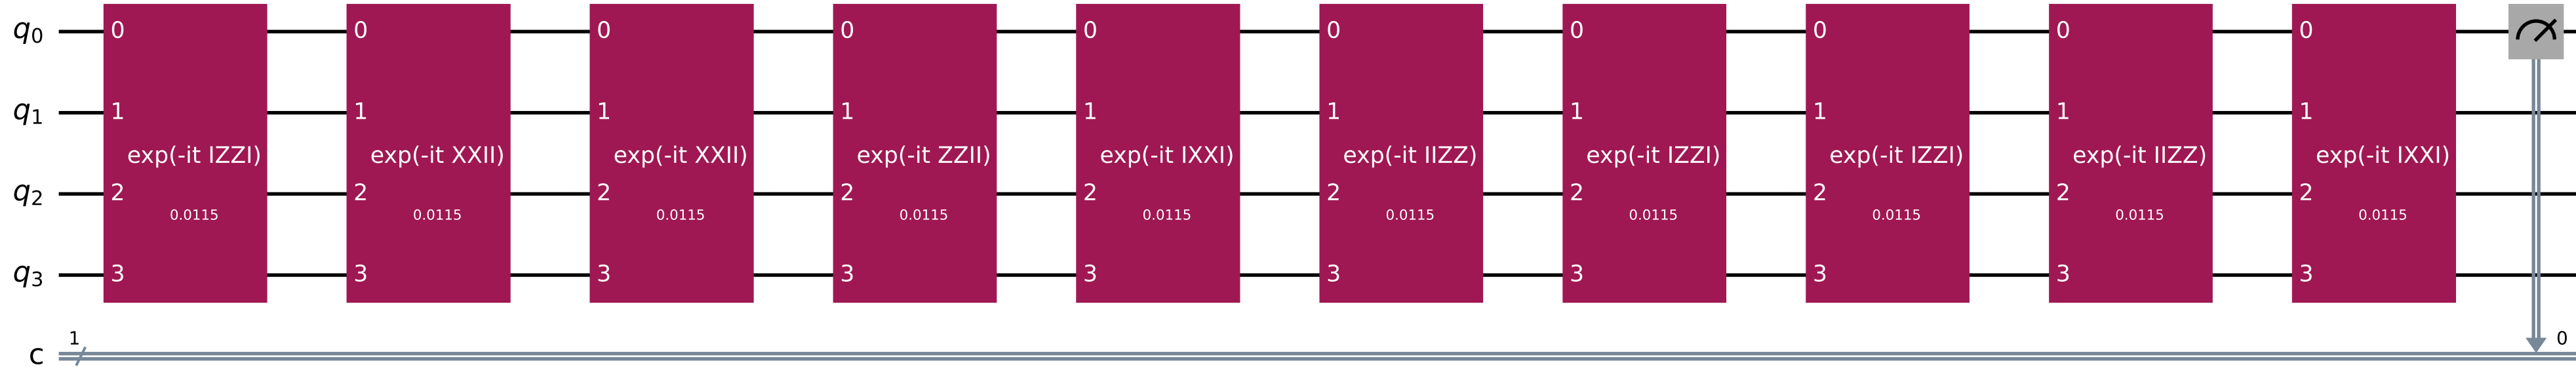 q0 0 0 0 0 0 0 0 0 0 0
q1 1 1 1 1 1 1 1 1 1 1
exp(-it IZZI) exp(-it XXII) exp(-it XXII) exp(-it ZZII) exp(-it IXXI) exp(-it IIZZ) exp(-it IZZI) exp(-it IZZI) exp(-it IIZZ) exp(-it IXXI)
q2 2 2 2 2 2 2 2 2 2 2
0.0115 0.0115 0.0115 0.0115 0.0115 0.0115 0.0115 0.0115 0.0115 0.0115
q3 3 3 3 3 3 3 3 3 3 3
1 0
c